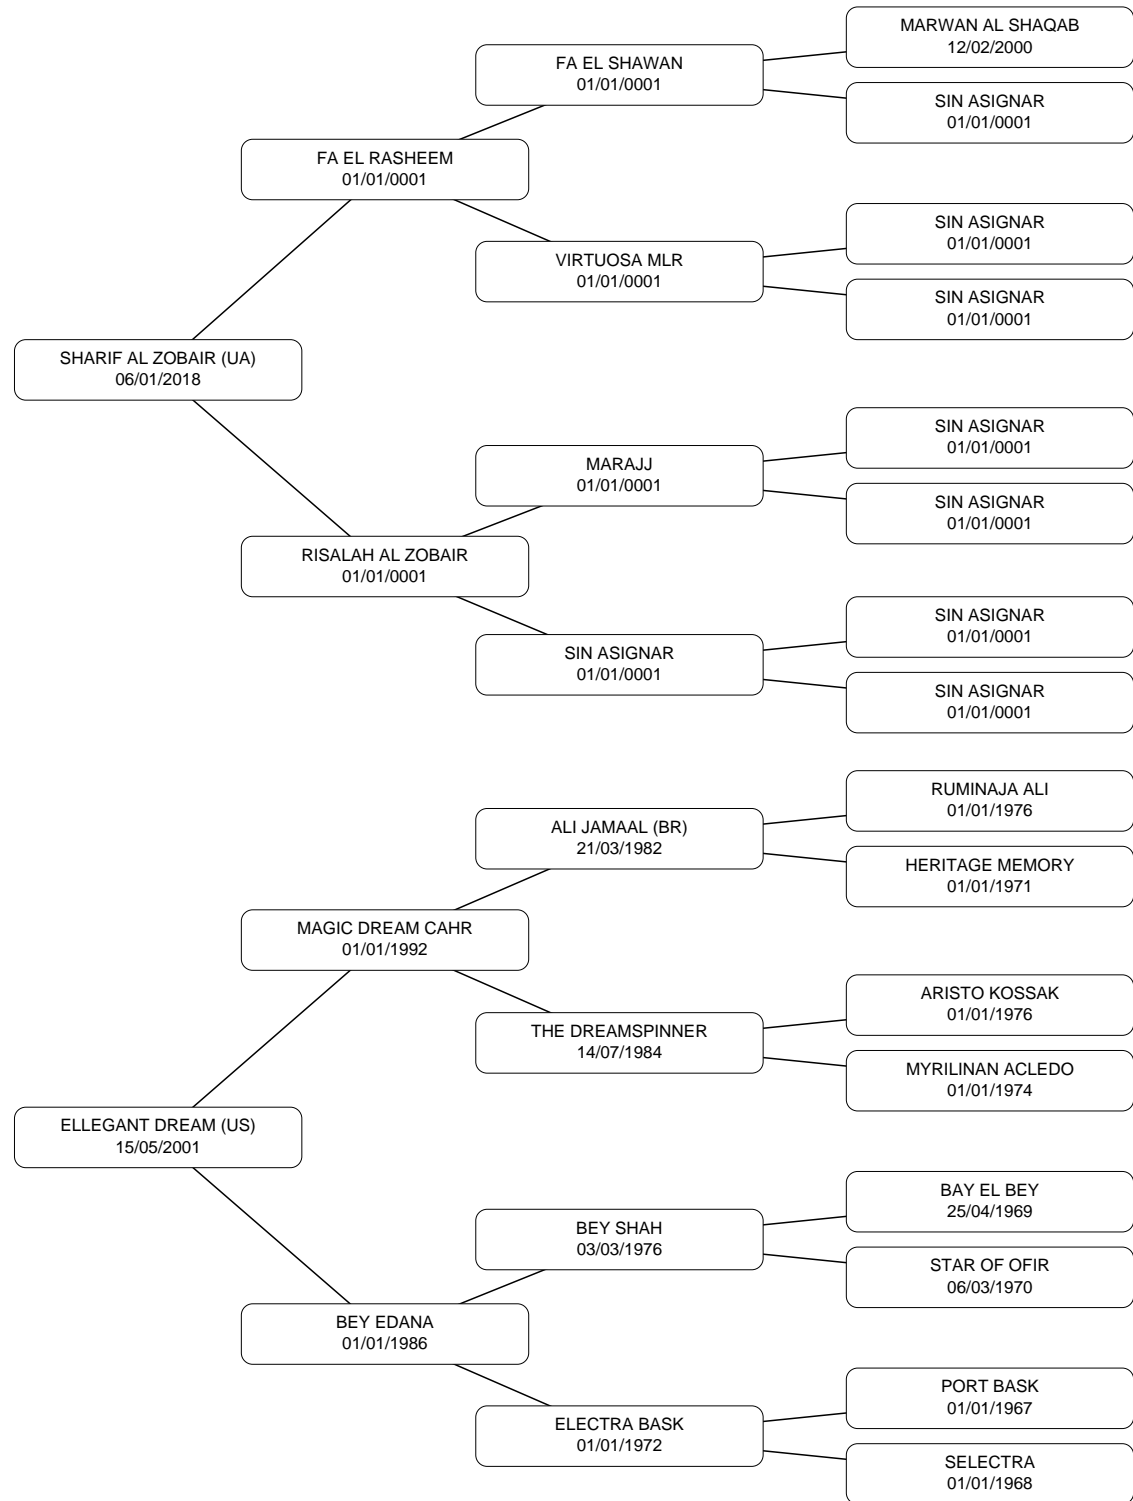 MARWAN AL SHAQAB
12/02/2000
FA EL SHAWAN
01/01/0001
SIN ASIGNAR
01/01/0001
FA EL RASHEEM
01/01/0001
SIN ASIGNAR
01/01/0001
VIRTUOSA MLR
01/01/0001
SIN ASIGNAR
01/01/0001
SHARIF AL ZOBAIR (UA)
06/01/2018
SIN ASIGNAR
01/01/0001
MARAJJ
01/01/0001
SIN ASIGNAR
01/01/0001
RISALAH AL ZOBAIR
01/01/0001
SIN ASIGNAR
01/01/0001
SIN ASIGNAR
01/01/0001
SIN ASIGNAR
01/01/0001
RUMINAJA ALI
01/01/1976
ALI JAMAAL (BR)
21/03/1982
HERITAGE MEMORY
01/01/1971
MAGIC DREAM CAHR
01/01/1992
ARISTO KOSSAK
01/01/1976
THE DREAMSPINNER
14/07/1984
MYRILINAN ACLEDO
01/01/1974
ELLEGANT DREAM (US)
15/05/2001
BAY EL BEY
25/04/1969
BEY SHAH
03/03/1976
STAR OF OFIR
06/03/1970
BEY EDANA
01/01/1986
PORT BASK
01/01/1967
ELECTRA BASK
01/01/1972
SELECTRA
01/01/1968